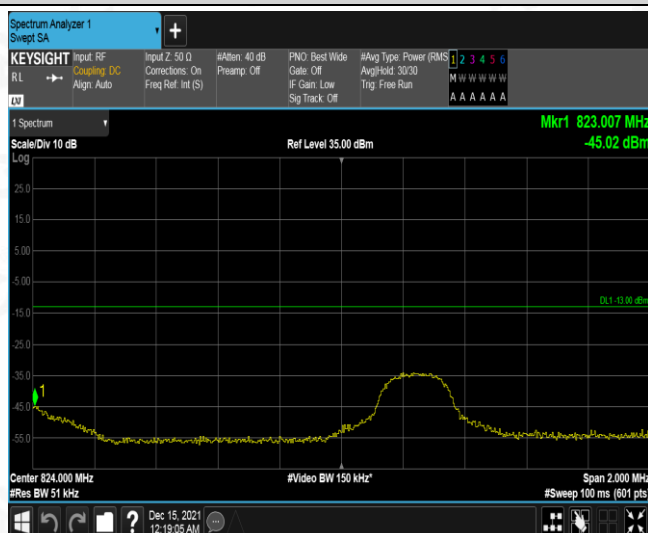 Spectrum Analyzer 1
Swept SA
+
KEYSIGHT Input: RF Input Z: 50 Ω #Atten: 40 dB PNO: Best Wide #Avg Type: Power (RMS 1 2 3 4 5 6
RL Coupling: DC Corrections: On Preamp: Off Gate: Off Avg|Hold: 30/30 M W W W W W
Align: Auto Freq Ref: Int (S) IF Gain: Low Trig: Free Run
Sig Track: Off A A A A A A
LXI
1 Spectrum Mkr1 823.007 MHz
Scale/Div 10 dB Ref Level 35.00 dBm -45.02 dBm
Log
25.0
15.0
5.00
-5.00
DL1 -13.00 dBm
-15.0
-25.0
-35.0
1
-45.0
-55.0
Center 824.000 MHz #Video BW 150 kHz* Span 2.000 MHz
#Res BW 51 kHz #Sweep 100 ms (601 pts)
? Dec 15, 2021
12:19:05 AM